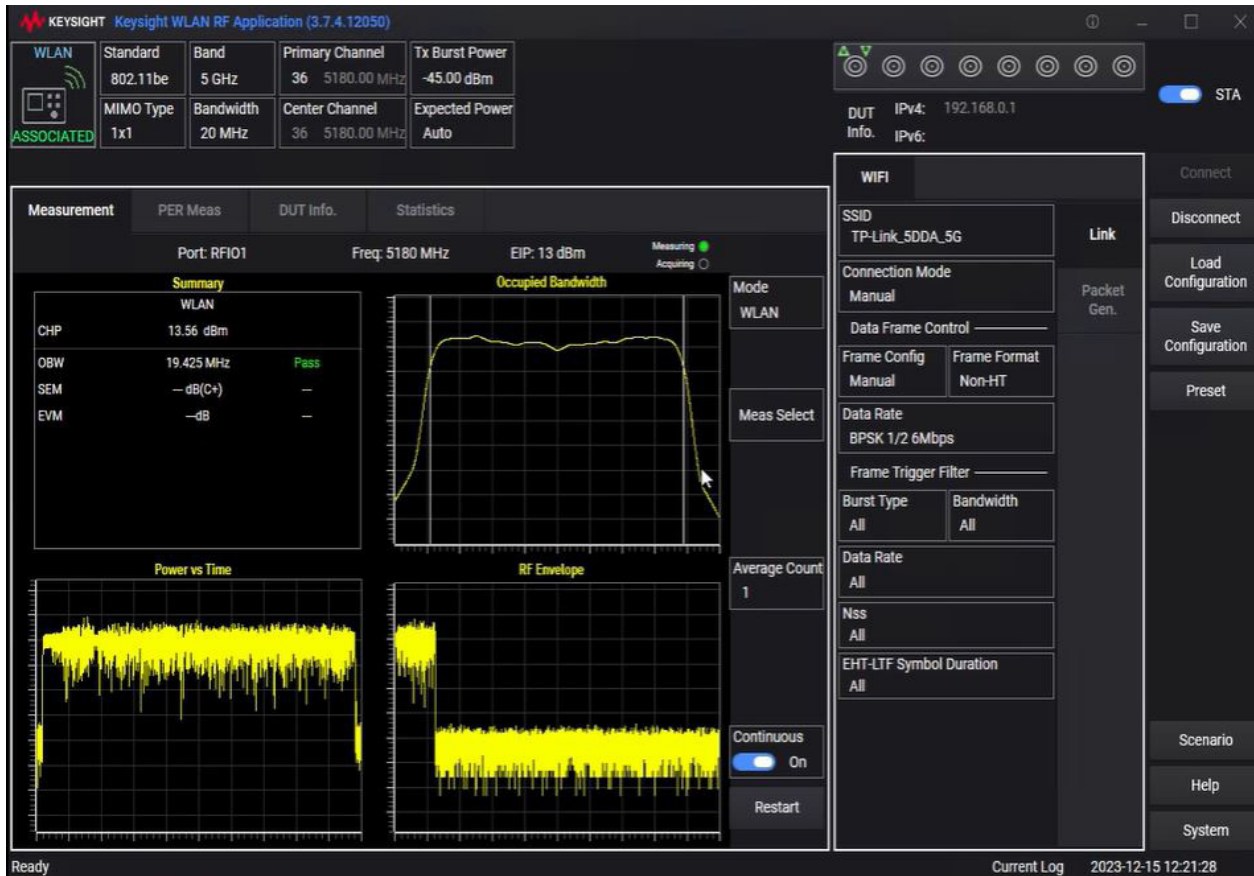 KEYSIGHT Keysight WLAN RF Application (3.7.4.12050)
WLAN
ASSOCIATED
Standard
802.11be
Band
5 GHz
Primary Channel
36 5180.00 MHz
Tx Burst Power
-45.00 dBm
MIMO Type
1x1
Bandwidth
20 MHz
Center Channel
36 5180.00 MHz
Expected Power
Auto
DUT Info.
IPv4: 192.168.0.1
IPv6:
STA
Measurement PER Meas DUT Info. Statistics
Port: RFIO1 Freq: 5180 MHz EIP: 13 dBm
Measuring
Acquiring
Summary
WLAN
CHP 13.56 dBm
OBW 19.425 MHz Pass
SEM --- dB(C+) ---
EVM ---dB ---
Occupied Bandwidth
Power vs Time
RF Envelope
Mode
WLAN
Meas Select
Average Count
1
Continuous
On
Restart
WIFI
SSID
TP-Link_5DDA_5G
Connection Mode
Manual
Data Frame Control
Frame Config
Manual
Frame Format
Non-HT
Data Rate
BPSK 1/2 6Mbps
Frame Trigger Filter
Burst Type
All
Bandwidth
All
Data Rate
All
Nss
All
EHT-LTF Symbol Duration
All
Link
Packet
Gen.
Connect
Disconnect
Load
Configuration
Save
Configuration
Preset
Scenario
Help
System
Ready
Current Log 2023-12-15 12:21:28